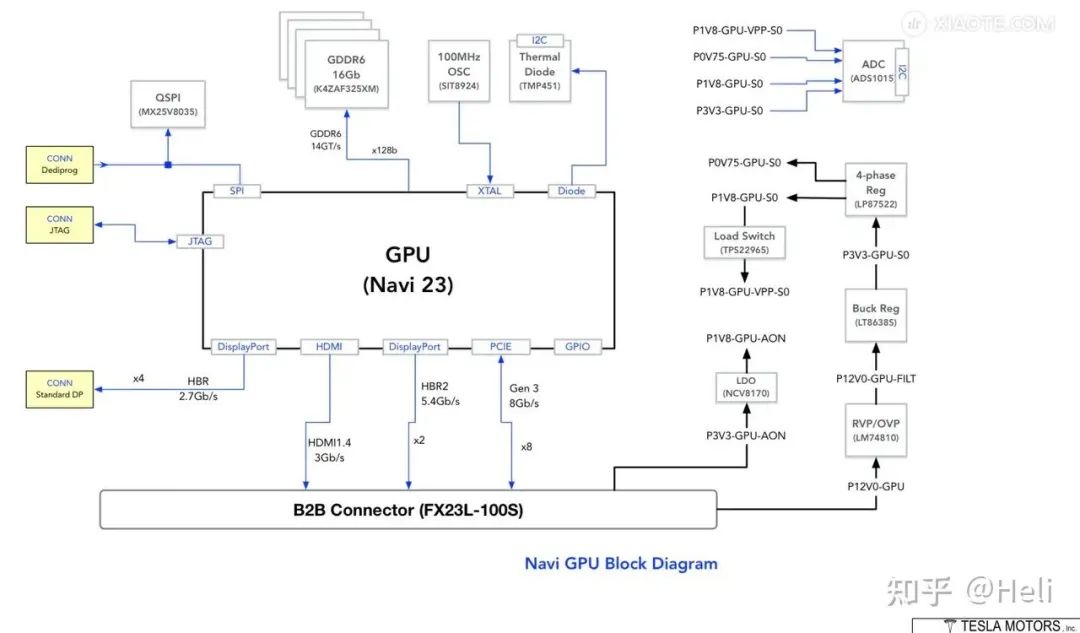 XIAOTE.COM
P1V8-GPU-VPP-S0
P0V75-GPU-S0
P1V8-GPU-S0
P3V3-GPU-S0
ADC
(ADS1015)
I2C
GDDR6
16Gb
(K4ZAF325XM)
100MHz
OSC
(SIT8924)
I2C
Thermal
Diode
(TMP451)
QSPI
(MX25V8035)
GDDR6
14GT/s
x128b
CONN
Dediprog
CONN
JTAG
SPI
XTAL
Diode
JTAG
GPU
(Navi 23)
DisplayPort
HDMI
DisplayPort
PCIE
GPIO
CONN
Standard DP
x4
HBR
2.7Gb/s
HDMI1.4
3Gb/s
HBR2
5.4Gb/s
x2
Gen 3
8Gb/s
x8
P0V75-GPU-S0
P1V8-GPU-S0
4-phase
Reg
(LP87522)
Load Switch
(TPS22965)
P1V8-GPU-VPP-S0
P3V3-GPU-S0
Buck Reg
(LT8638S)
P1V8-GPU-AON
LDO
(NCV8170)
P3V3-GPU-AON
P12V0-GPU-FILT
RVP/OVP
(LM74810)
P12V0-GPU
B2B Connector (FX23L-100S)
Navi GPU Block Diagram
知乎 @Heli
TESLA MOTORS, Inc.